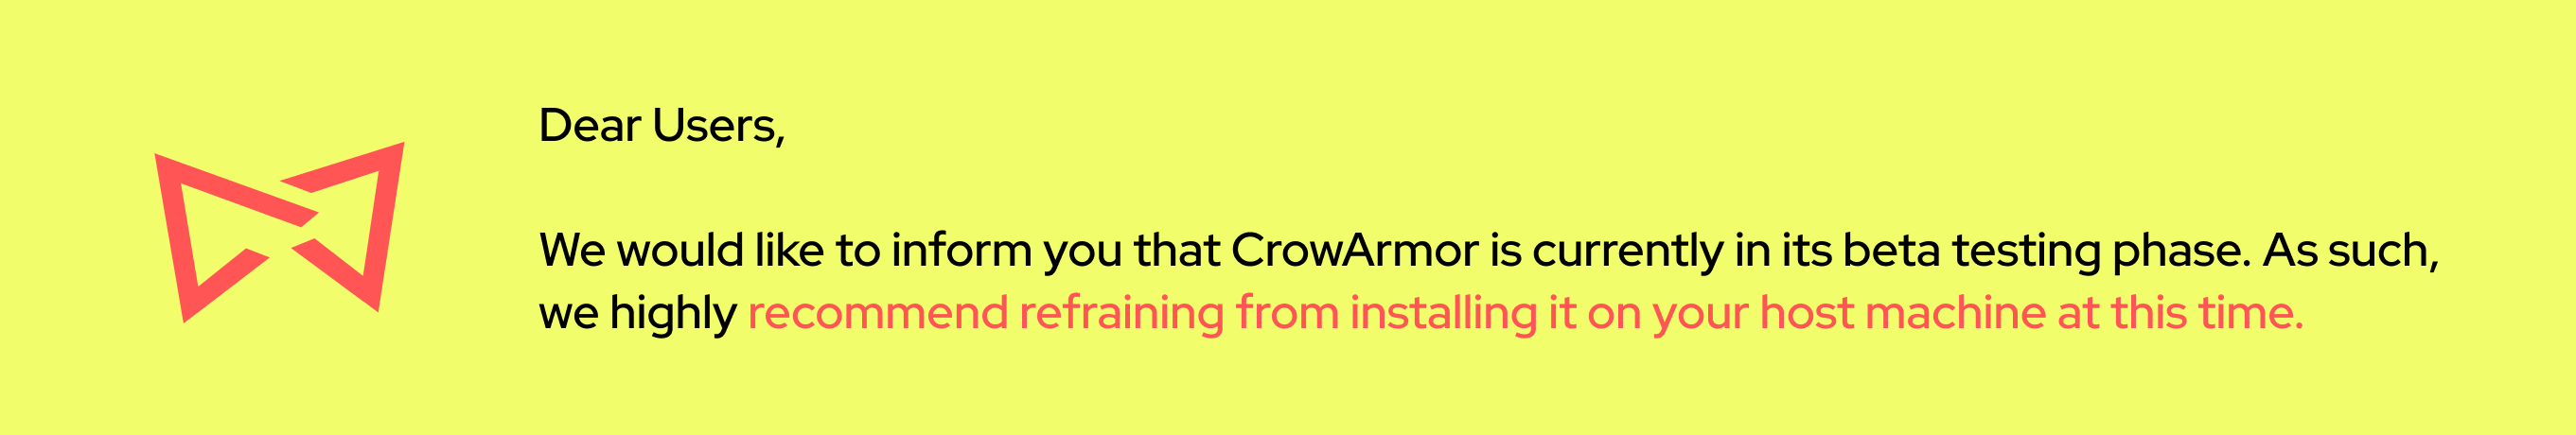 Dear Users,
We would like to inform you that CrowArmor is currently in its beta testing phase. As such,
we highly recommend refraining from installing it on your host machine at this time.